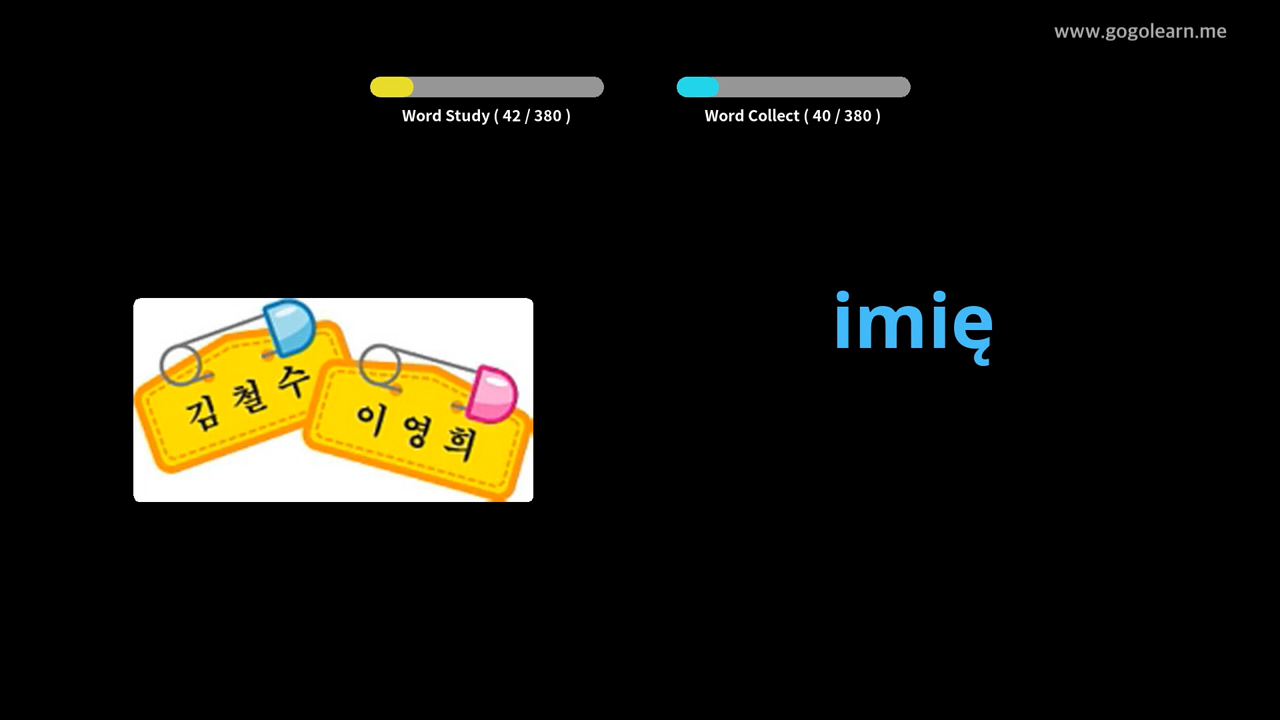 www.gogolearn.me
Word Study ( 42 / 380 )
Word Collect ( 40 / 380 )
imię
김철수
이영희